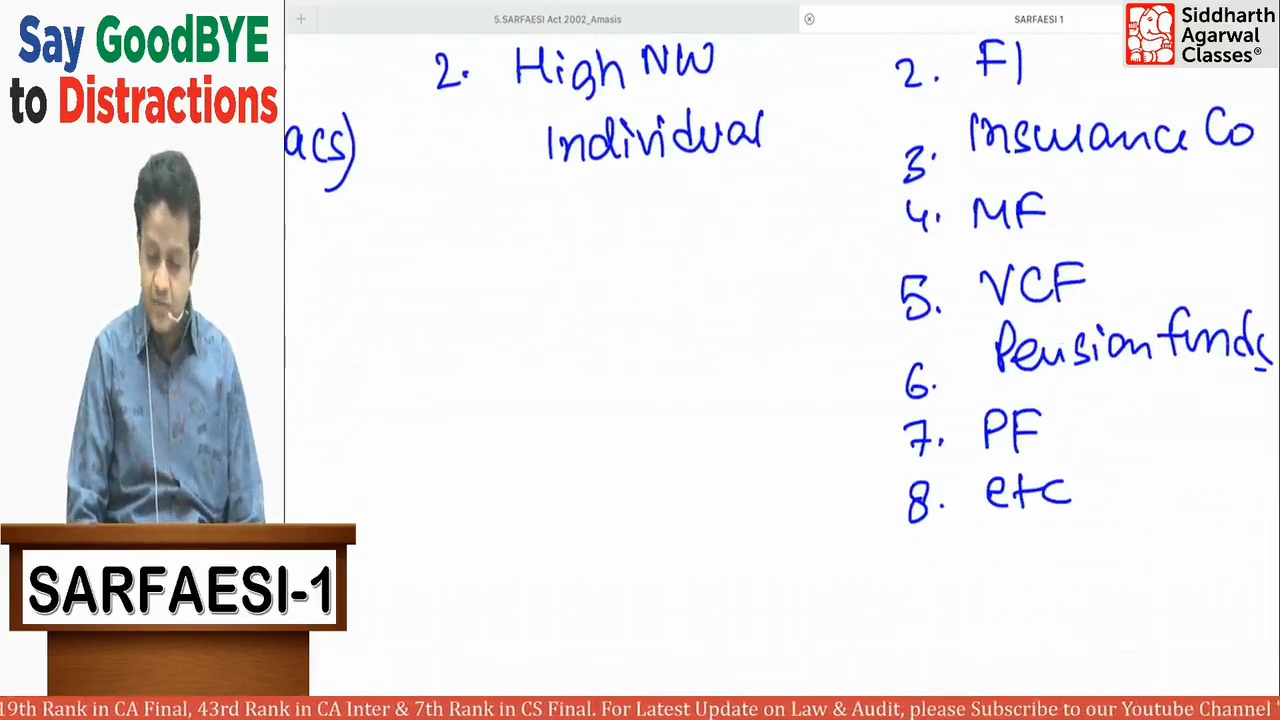 Say GoodBYE
to Distractions
5.SARFAESI Act 2002_Amasis
SARFAESI 1
Siddharth
Agarwal
Classes®
acs)
2. High NW
Individual
2. FI
3. Insurance Co
4. MF
5. VCF
6. Pension funds
7. PF
8. etc
SARFAESI-1
19th Rank in CA Final, 43rd Rank in CA Inter & 7th Rank in CS Final. For Latest Update on Law & Audit, please Subscribe to our Youtube Channel